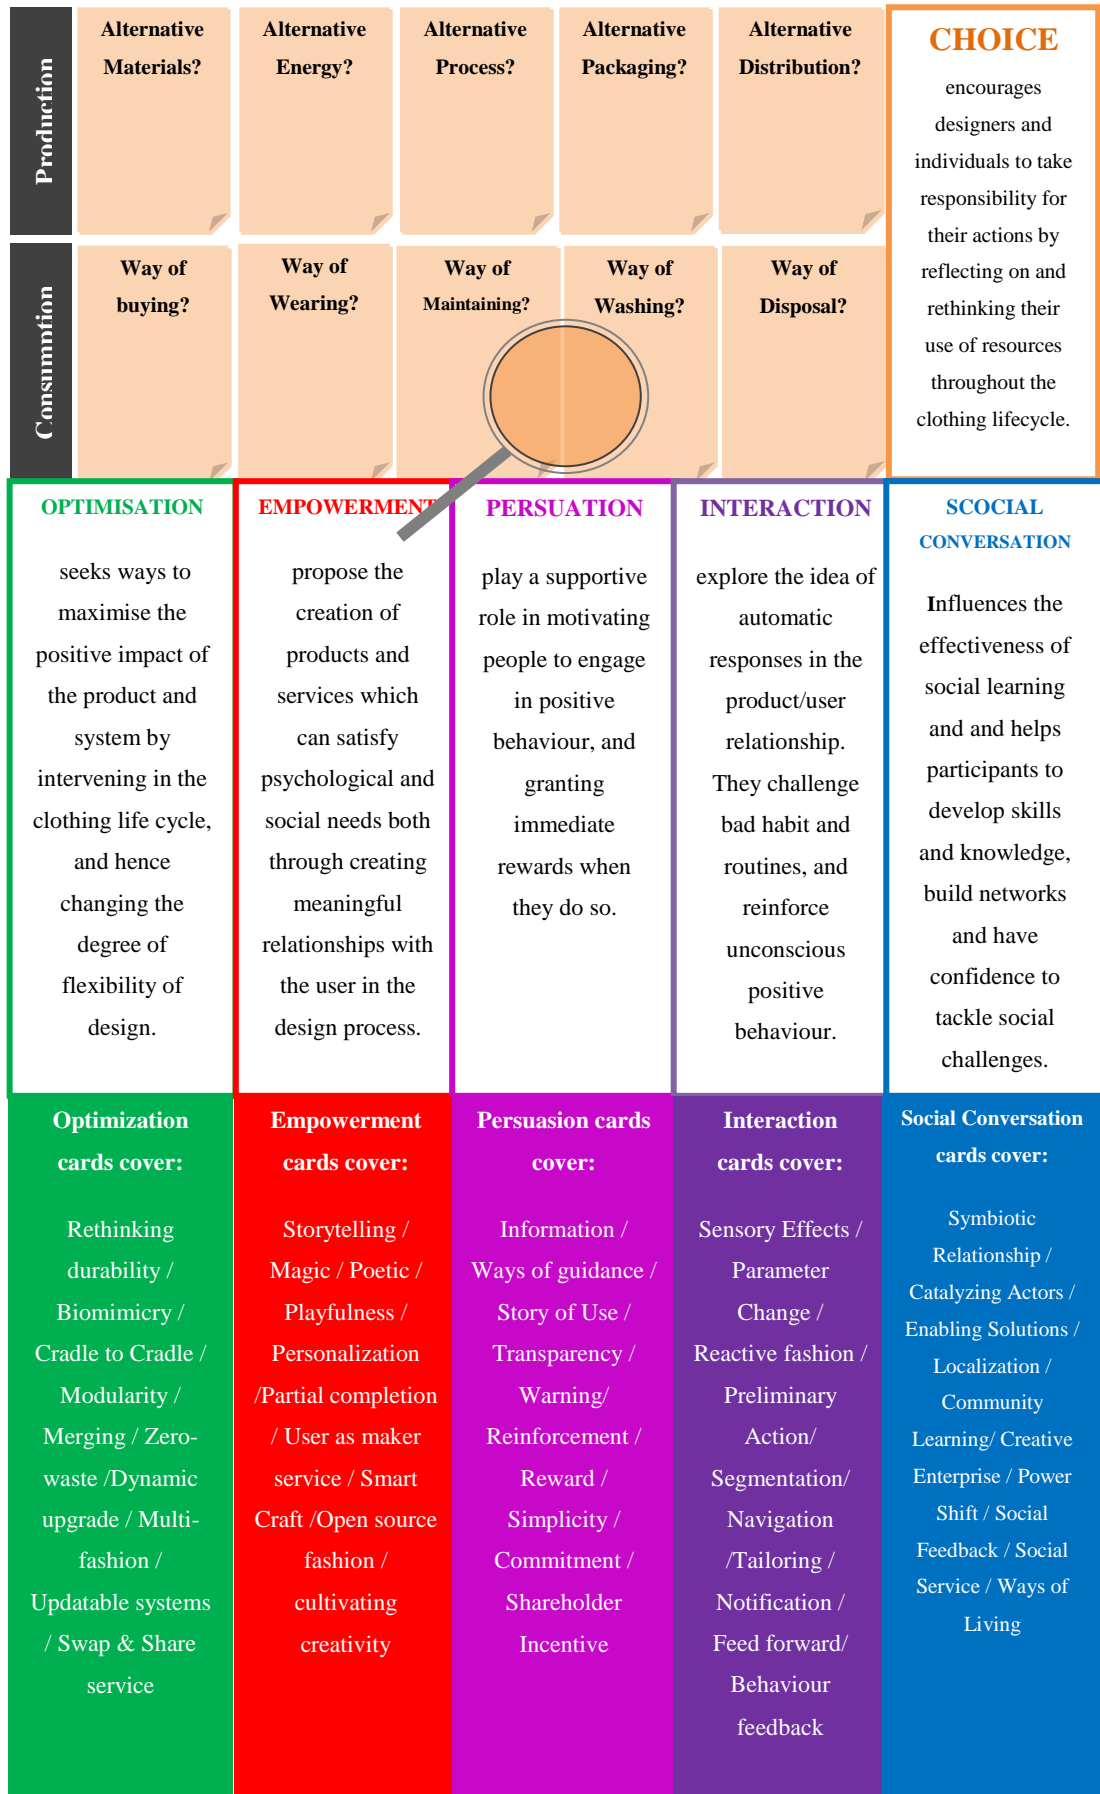 Production
Alternative
Materials?
Alternative
Energy?
Alternative
Process?
Alternative
Packaging?
Alternative
Distribution?
CHOICE
encourages
designers and
individuals to take
responsibility for
their actions by
reflecting on and
rethinking their
use of resources
throughout the
clothing lifecycle.
Consumption
Way of
buying?
Way of
Wearing?
Way of
Maintaining?
Way of
Washing?
Way of
Disposal?
OPTIMISATION
seeks ways to
maximise the
positive impact of
the product and
system by
intervening in the
clothing life cycle,
and hence
changing the
degree of
flexibility of
design.
EMPOWERMENT
propose the
creation of
products and
services which
can satisfy
psychological and
social needs both
through creating
meaningful
relationships with
the user in the
design process.
PERSUATION
play a supportive
role in motivating
people to engage
in positive
behaviour, and
granting
immediate
rewards when
they do so.
INTERACTION
explore the idea of
automatic
responses in the
product/user
relationship.
They challenge
bad habit and
routines, and
reinforce
unconscious
positive
behaviour.
SCOCIAL
CONVERSATION
Influences the
effectiveness of
social learning
and and helps
participants to
develop skills
and knowledge,
build networks
and have
confidence to
tackle social
challenges.
Optimization
cards cover:
Rethinking
durability /
Biomimicry /
Cradle to Cradle /
Modularity /
Merging / Zero-
waste /Dynamic
upgrade / Multi-
fashion /
Updatable systems
/ Swap & Share
service
Empowerment
cards cover:
Storytelling /
Magic / Poetic /
Playfulness /
Personalization
/Partial completion
/ User as maker
service / Smart
Craft /Open source
fashion /
cultivating
creativity
Persuasion cards
cover:
Information /
Ways of guidance /
Story of Use /
Transparency /
Warning/
Reinforcement /
Reward /
Simplicity /
Commitment /
Shareholder
Incentive
Interaction
cards cover:
Sensory Effects /
Parameter
Change /
Reactive fashion /
Preliminary
Action/
Segmentation/
Navigation
/Tailoring /
Notification /
Feed forward/
Behaviour
feedback
Social Conversation
cards cover:
Symbiotic
Relationship /
Catalyzing Actors /
Enabling Solutions /
Localization /
Community
Learning/ Creative
Enterprise / Power
Shift / Social
Feedback / Social
Service / Ways of
Living